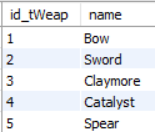 id_tWeap name
1 Bow
2 Sword
3 Claymore
4 Catalyst
5 Spear